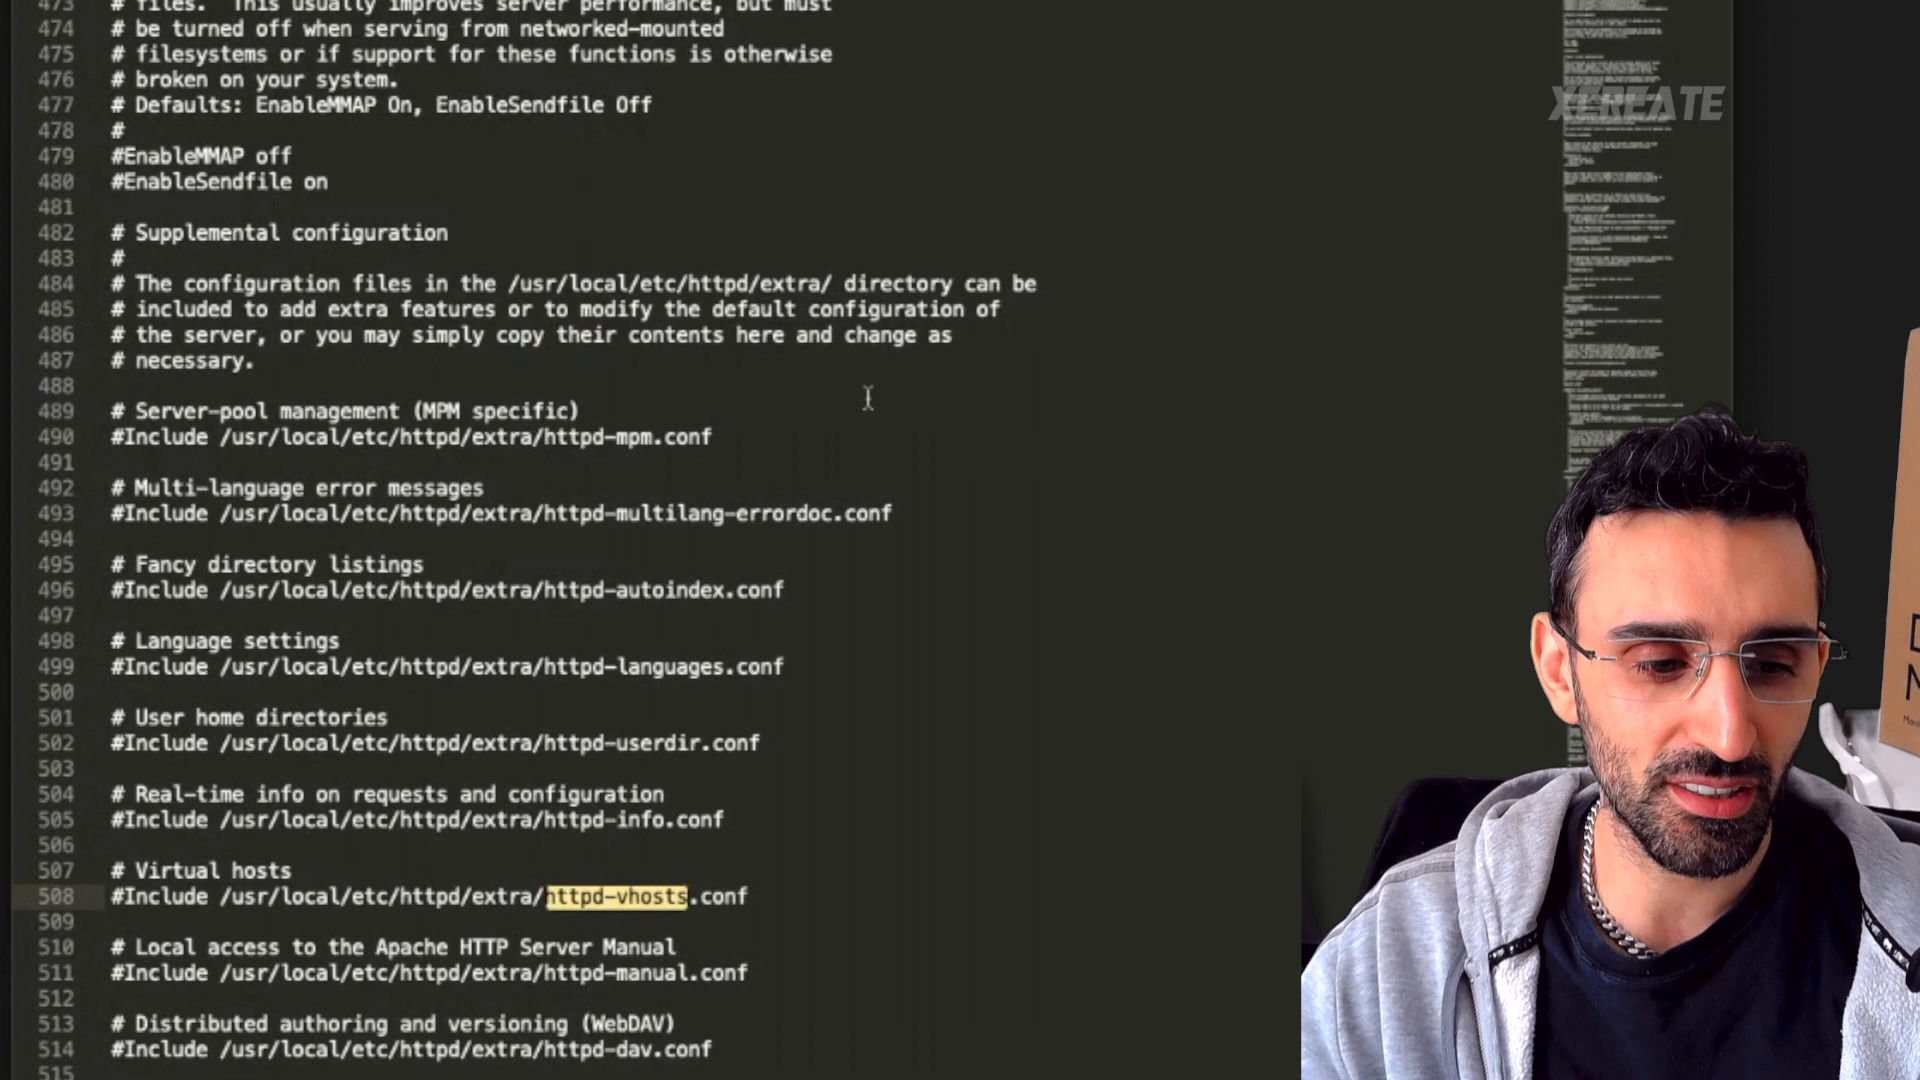 473 # files. This usually improves server performance, but must
474 # be turned off when serving from networked-mounted
475 # filesystems or if support for these functions is otherwise
476 # broken on your system.
477 # Defaults: EnableMMAP On, EnableSendfile Off
478 #
479 #EnableMMAP off
480 #EnableSendfile on
481
482 # Supplemental configuration
483 #
484 # The configuration files in the /usr/local/etc/httpd/extra/ directory can be
485 # included to add extra features or to modify the default configuration of
486 # the server, or you may simply copy their contents here and change as
487 # necessary.
488
489 # Server-pool management (MPM specific)
490 #Include /usr/local/etc/httpd/extra/httpd-mpm.conf
491
492 # Multi-language error messages
493 #Include /usr/local/etc/httpd/extra/httpd-multilang-errordoc.conf
494
495 # Fancy directory listings
496 #Include /usr/local/etc/httpd/extra/httpd-autoindex.conf
497
498 # Language settings
499 #Include /usr/local/etc/httpd/extra/httpd-languages.conf
500
501 # User home directories
502 #Include /usr/local/etc/httpd/extra/httpd-userdir.conf
503
504 # Real-time info on requests and configuration
505 #Include /usr/local/etc/httpd/extra/httpd-info.conf
506
507 # Virtual hosts
508 #Include /usr/local/etc/httpd/extra/httpd-vhosts.conf
509
510 # Local access to the Apache HTTP Server Manual
511 #Include /usr/local/etc/httpd/extra/httpd-manual.conf
512
513 # Distributed authoring and versioning (WebDAV)
514 #Include /usr/local/etc/httpd/extra/httpd-dav.conf
515
XCREATE